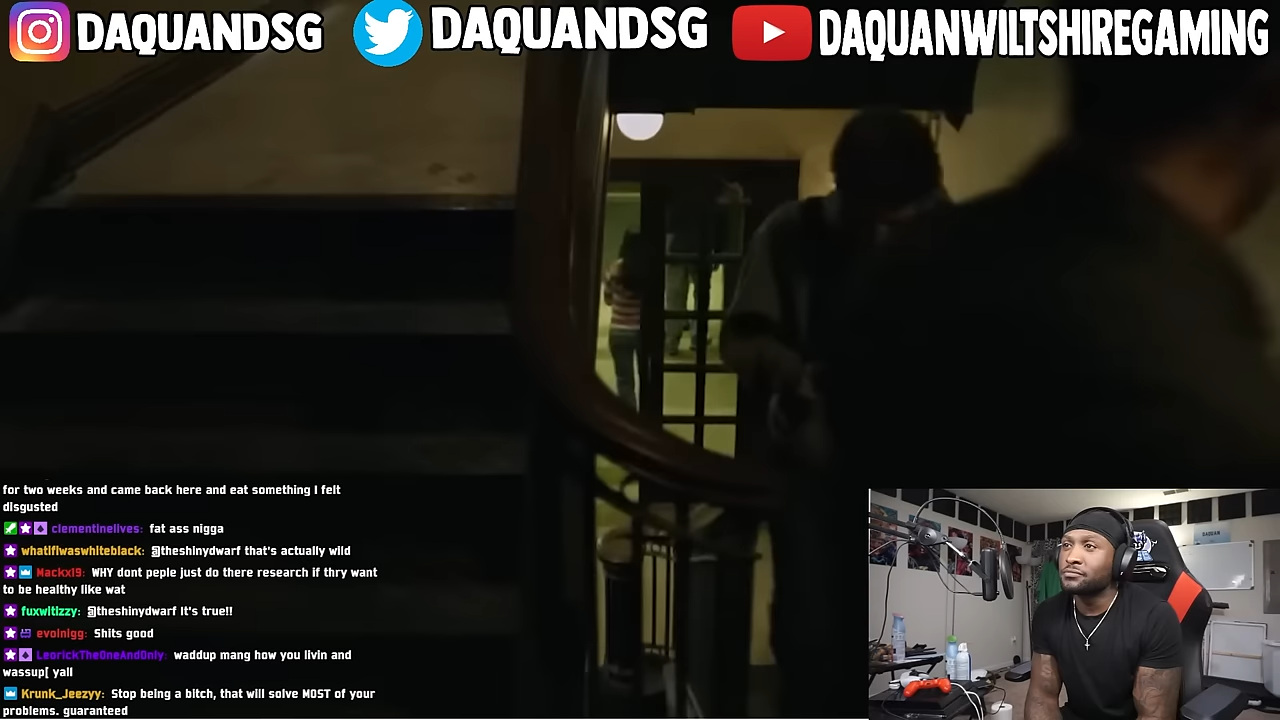 DAQUANDSG
DAQUANDSG
DAQUANWILTSHIREGAMING
for two weeks and came back here and eat something I felt
disgusted
clementinelives: fat ass nigga
whatifiwaswhiteblack: @theshinydwarf that's actually wild
Mackx19: WHY dont peple just do there research if thry want
to be healthy like wat
fuxwitizzy: @theshinydwarf It's true!!
evolnigg: Shits good
LeorickTheOneAndOnly: waddup mang how you livin and
wassup[ yall
Krunk_Jeezyy: Stop being a bitch, that will solve MOST of your
problems. guaranteed